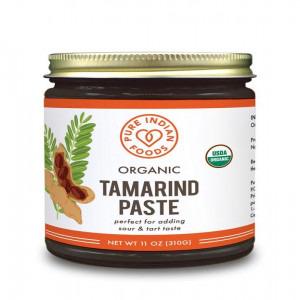 PURE INDIAN FOODS
USDA
ORGANIC
ORGANIC
TAMARIND
PASTE
perfect for adding
sour & tart taste
NET WT 11 OZ (310G)